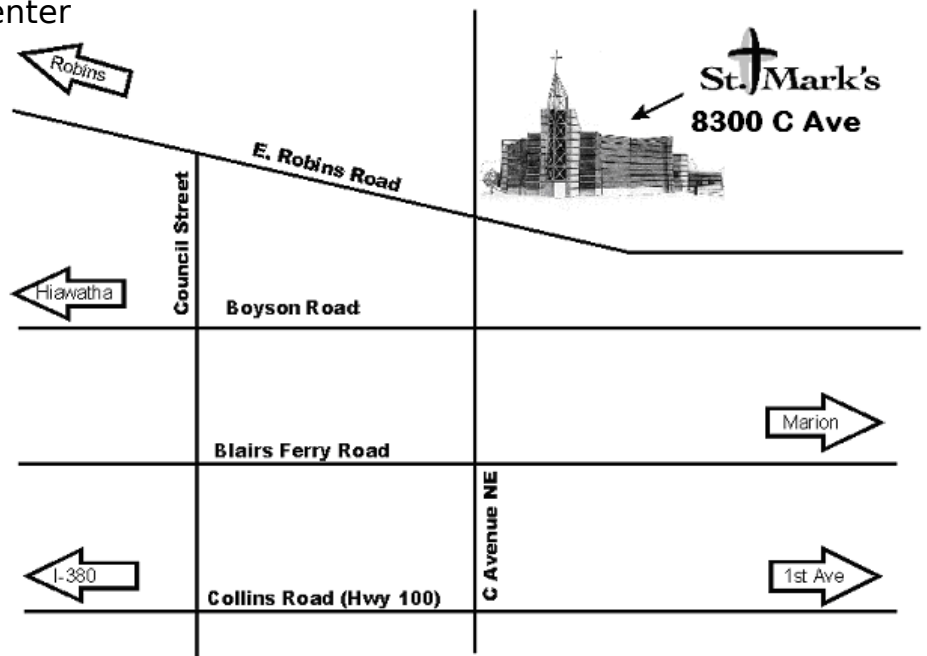 enter
Robins
St. Mark's
8300 C Ave
E. Robins Road
Council Street
Hiawatha
Boyson Road
Marion
Blairs Ferry Road
C Avenue NE
I-380
1st Ave
Collins Road (Hwy 100)